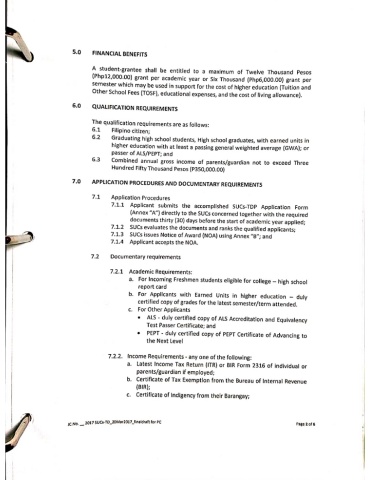 5.0 FINANCIAL BENEFITS
A student-grantee shall be entitled to a maximum of Twelve Thousand Pesos
(Php12,000.00) grant per academic year or Six Thousand (Php6,000.00) grant per
semester which may be used in support for the cost of higher education (Tuition and
Other School Fees (TOSF), educational expenses, and the cost of living allowance).
6.0 QUALIFICATION REQUIREMENTS
The qualification requirements are as follows:
6.1 Filipino citizen;
6.2 Graduating high school students, High school graduates, with earned units in
higher education with at least a passing general weighted average (GWA); or
passer of ALS/PEPT; and
6.3 Combined annual gross income of parents/guardian not to exceed Three
Hundred Fifty Thousand Pesos (P350,000.00)
7.0 APPLICATION PROCEDURES AND DOCUMENTARY REQUIREMENTS
7.1 Application Procedures
7.1.1 Applicant submits the accomplished SUCs-TDP Application Form
(Annex "A") directly to the SUCs concerned together with the required
documents thirty (30) days before the start of academic year applied;
7.1.2 SUCs evaluates the documents and ranks the qualified applicants;
7.1.3 SUCs issues Notice of Award (NOA) using Annex "B"; and
7.1.4 Applicant accepts the NOA.
7.2 Documentary requirements
7.2.1 Academic Requirements:
a. For Incoming Freshmen students eligible for college – high school
report card
b. For Applicants with Earned Units in higher education – duly
certified copy of grades for the latest semester/term attended.
c. For Other Applicants
• ALS - duly certified copy of ALS Accreditation and Equivalency
Test Passer Certificate; and
• PEPT - duly certified copy of PEPT Certificate of Advancing to
the Next Level
7.2.2. Income Requirements - any one of the following:
a. Latest Income Tax Return (ITR) or BIR Form 2316 of individual or
parents/guardian if employed;
b. Certificate of Tax Exemption from the Bureau of Internal Revenue
(BIR);
c. Certificate of Indigency from their Barangay;
JC No. __ 2017 SUCs-TD_20Mar2017_finaldraft for PC Page 2 of 6